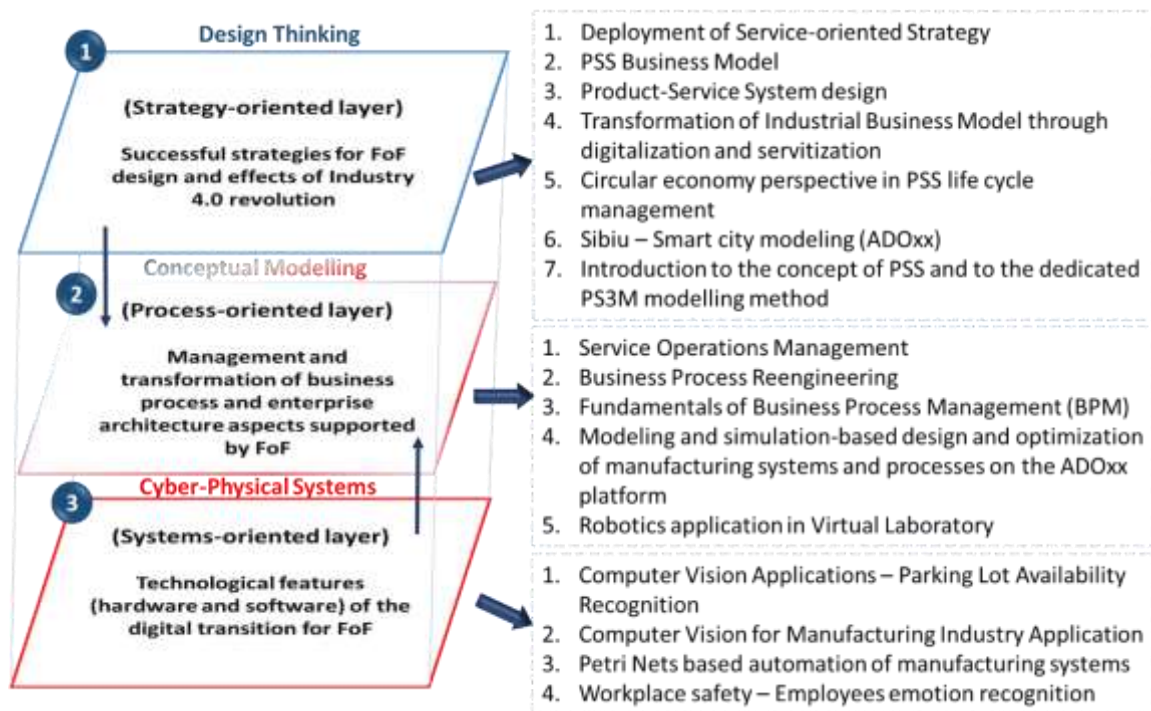 1
Design Thinking
(Strategy-oriented layer)
Successful strategies for FoF
design and effects of Industry
4.0 revolution
1. Deployment of Service-oriented Strategy
2. PSS Business Model
3. Product-Service System design
4. Transformation of Industrial Business Model through
digitalization and servitization
5. Circular economy perspective in PSS life cycle
management
6. Sibiu – Smart city modeling (ADOxx)
7. Introduction to the concept of PSS and to the dedicated
PS3M modelling method
2
Conceptual Modelling
(Process-oriented layer)
Management and
transformation of business
process and enterprise
architecture aspects supported
by FoF
1. Service Operations Management
2. Business Process Reengineering
3. Fundamentals of Business Process Management (BPM)
4. Modeling and simulation-based design and optimization
of manufacturing systems and processes on the ADOxx
platform
5. Robotics application in Virtual Laboratory
3
Cyber-Physical Systems
(Systems-oriented layer)
Technological features
(hardware and software) of the
digital transition for FoF
1. Computer Vision Applications – Parking Lot Availability
Recognition
2. Computer Vision for Manufacturing Industry Application
3. Petri Nets based automation of manufacturing systems
4. Workplace safety – Employees emotion recognition